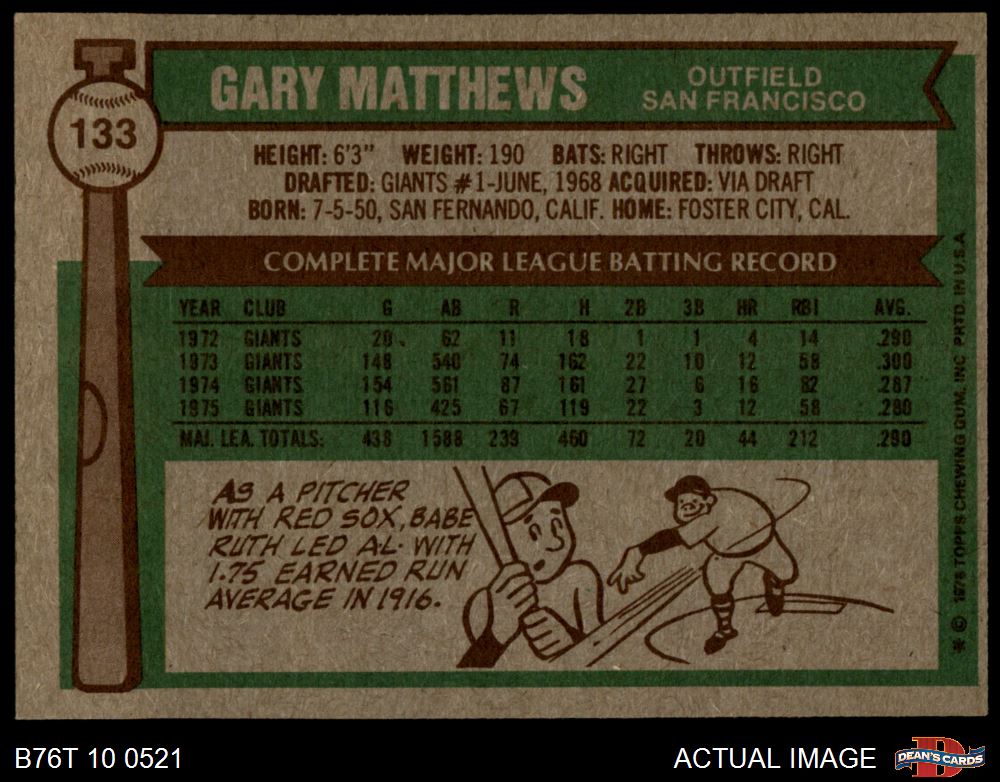 GARY MATTHEWS
OUTFIELD
SAN FRANCISCO
133
HEIGHT: 6'3" WEIGHT: 190 BATS: RIGHT THROWS: RIGHT
DRAFTED: GIANTS #1-JUNE, 1968 ACQUIRED: VIA DRAFT
BORN: 7-5-50, SAN FERNANDO, CALIF. HOME: FOSTER CITY, CAL.
COMPLETE MAJOR LEAGUE BATTING RECORD
YEAR CLUB G AB R H 2B 3B HR RBI AVG.
1972 GIANTS 20 62 11 18 1 1 4 14 .290
1973 GIANTS 148 540 74 162 22 10 12 58 .300
1974 GIANTS 154 561 87 161 27 6 16 82 .287
1975 GIANTS 116 425 67 119 22 3 12 58 .280
MAJ. LEA. TOTALS: 438 1588 239 460 72 20 44 212 .290
AS A PITCHER
WITH RED SOX, BABE
RUTH LED A.L. WITH
1.75 EARNED RUN
AVERAGE IN 1916.
* © 1976 TOPPS CHEWING GUM, INC. PRTD. IN U.S.A.
B76T 10 0521
ACTUAL IMAGE
D
DEAN'S CARDS